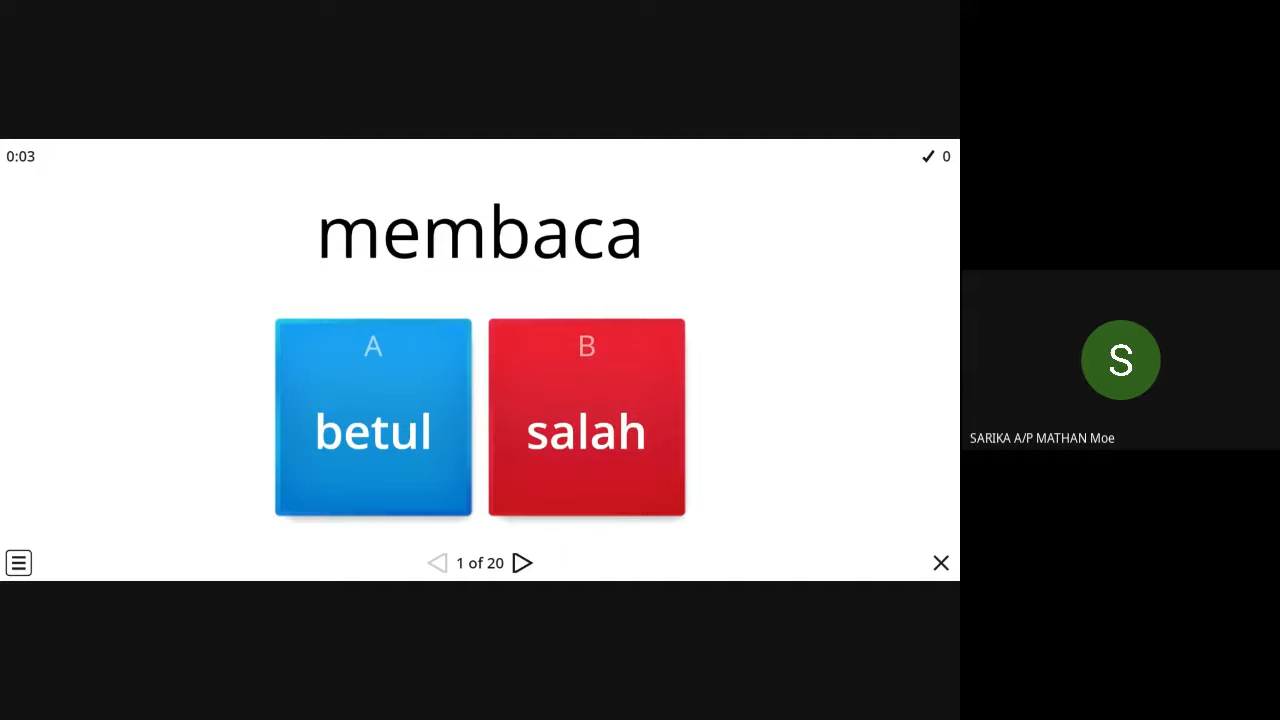 0:03
0
membaca
A
betul
B
salah
1 of 20
S
SARIKA A/P MATHAN Moe